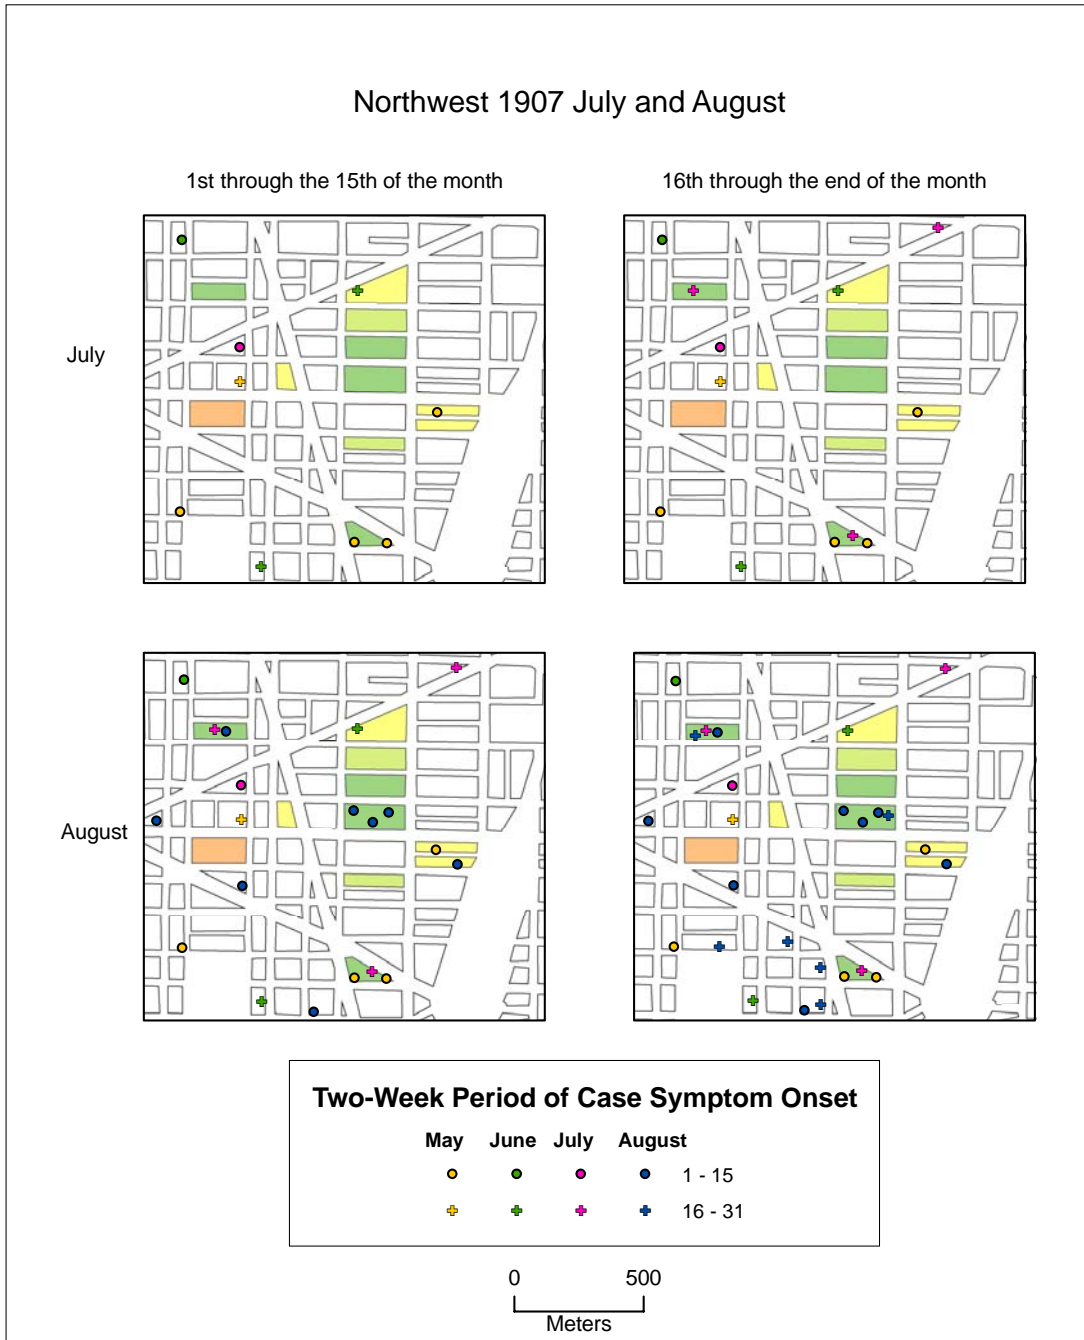 Northwest 1907 July and August
1st through the 15th of the month
16th through the end of the month
July
August
Two-Week Period of Case Symptom Onset
May June July August
1 - 15
16 - 31
0 500
Meters